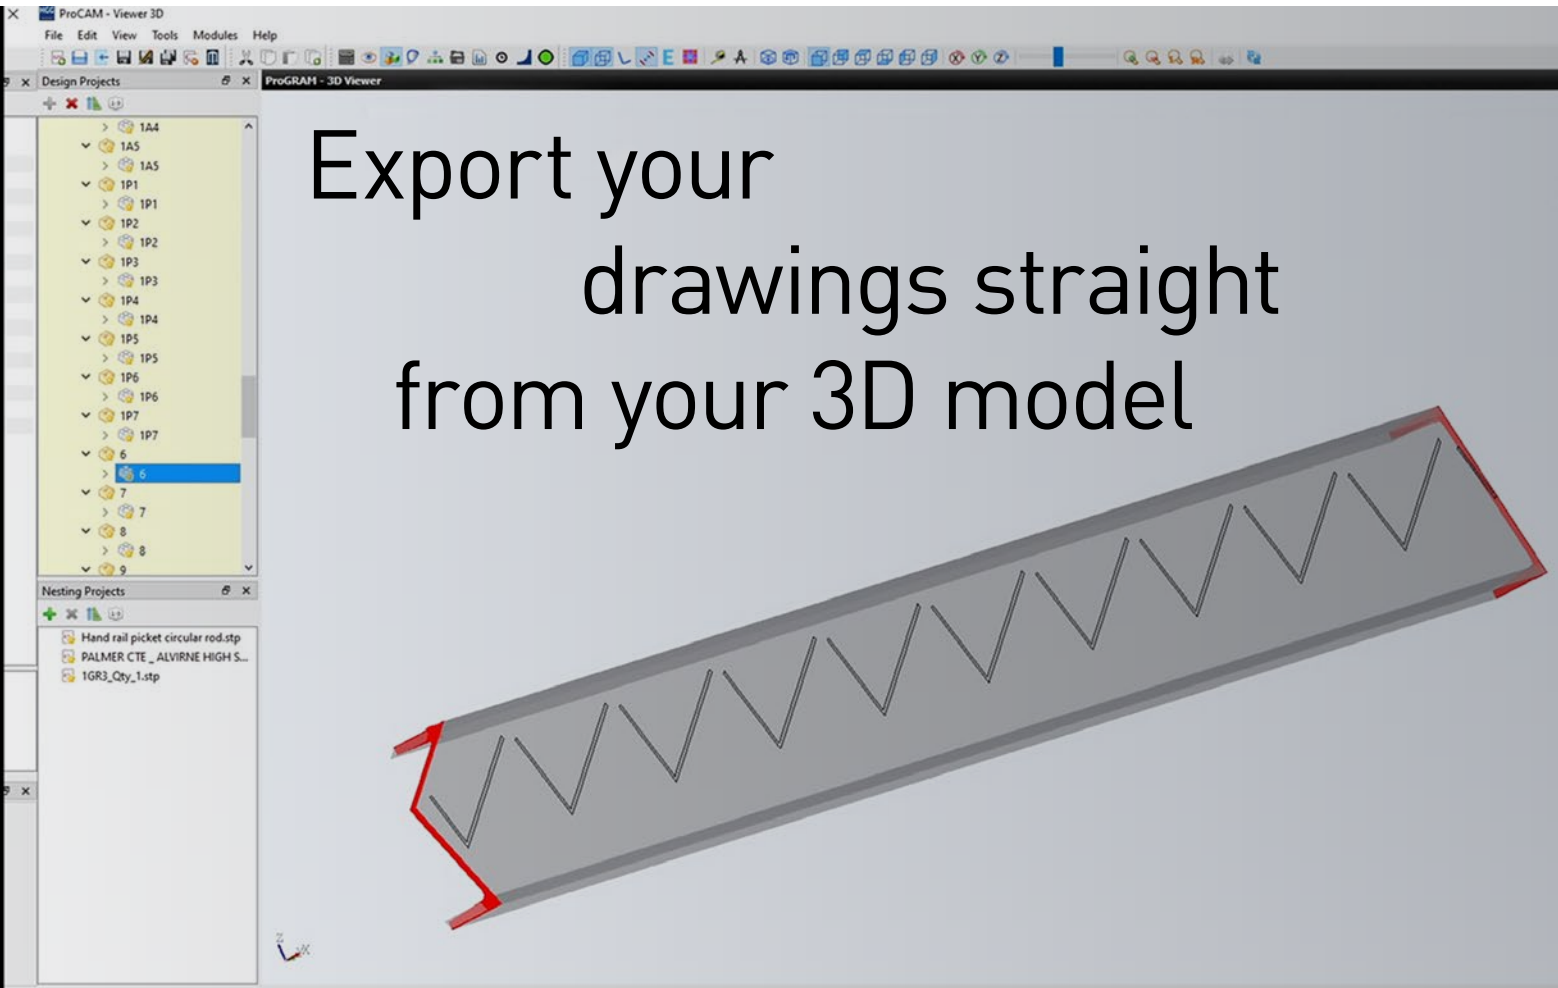 ProCAM - Viewer 3D
File Edit View Tools Modules Help
Design Projects
ProGRAM - 3D Viewer
1A4
1A5
1A5
1P1
1P1
1P2
1P2
1P3
1P3
1P4
1P4
1P5
1P5
1P6
1P6
1P7
1P7
6
6
7
7
8
8
9
Export your
drawings straight
from your 3D model
Nesting Projects
Hand rail picket circular rod.stp
PALMER CTE _ ALVIRNE HIGH S...
1GR3_Qty_1.stp
Z
X